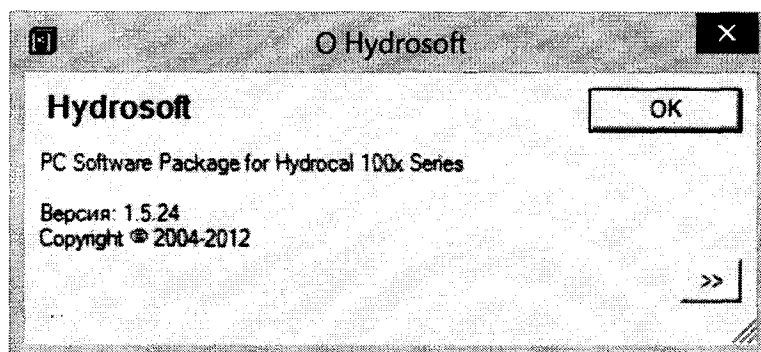 О Hydrosoft
Hydrosoft
OK
PC Software Package for Hydrocal 100x Series
Версия: 1.5.24
Copyright © 2004-2012
>>